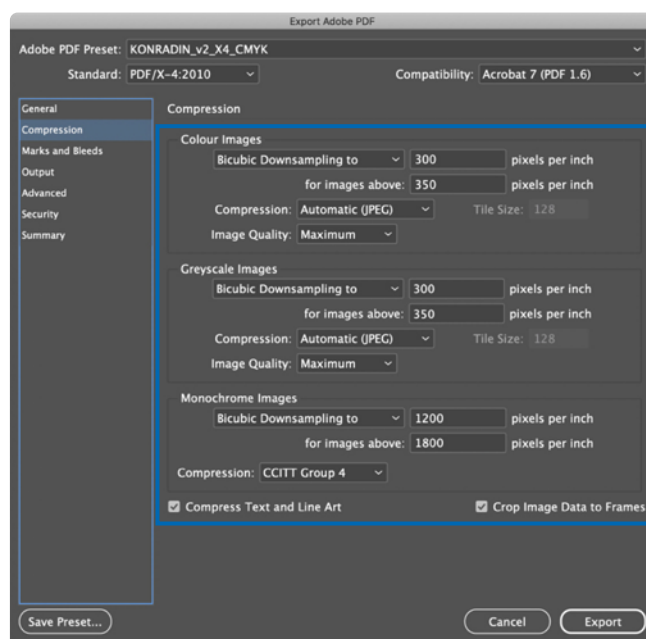 Export Adobe PDF
Adobe PDF Preset: KONRADIN_v2_X4_CMYK
Standard: PDF/X-4:2010 Compatibility: Acrobat 7 (PDF 1.6)
General
Compression
Marks and Bleeds
Output
Advanced
Security
Summary
Compression
Colour Images
Bicubic Downsampling to 300 pixels per inch
for images above: 350 pixels per inch
Compression: Automatic (JPEG) Tile Size: 128
Image Quality: Maximum
Greyscale Images
Bicubic Downsampling to 300 pixels per inch
for images above: 350 pixels per inch
Compression: Automatic (JPEG) Tile Size: 128
Image Quality: Maximum
Monochrome Images
Bicubic Downsampling to 1200 pixels per inch
for images above: 1800 pixels per inch
Compression: CCITT Group 4
Compress Text and Line Art Crop Image Data to Frames
Save Preset... Cancel Export